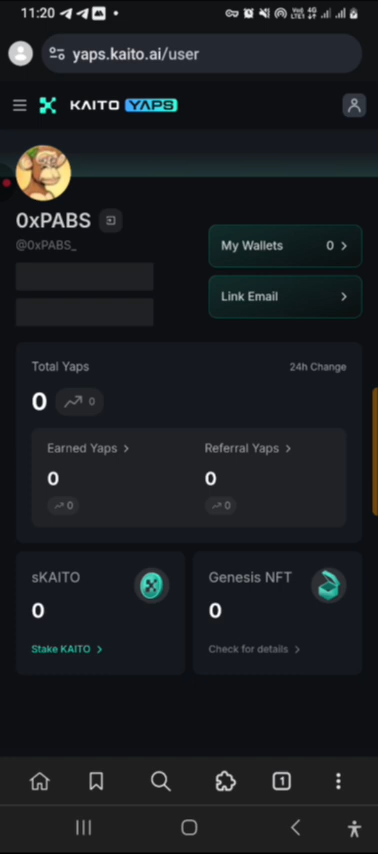 11:20
yaps.kaito.ai/user
KAITO YAPS
0xPABS
@0xPABS_
My Wallets 0
Link Email
Total Yaps 24h Change
0 0
Earned Yaps Referral Yaps
0 0
0 0
sKAITO Genesis NFT
0 0
Stake KAITO Check for details
1